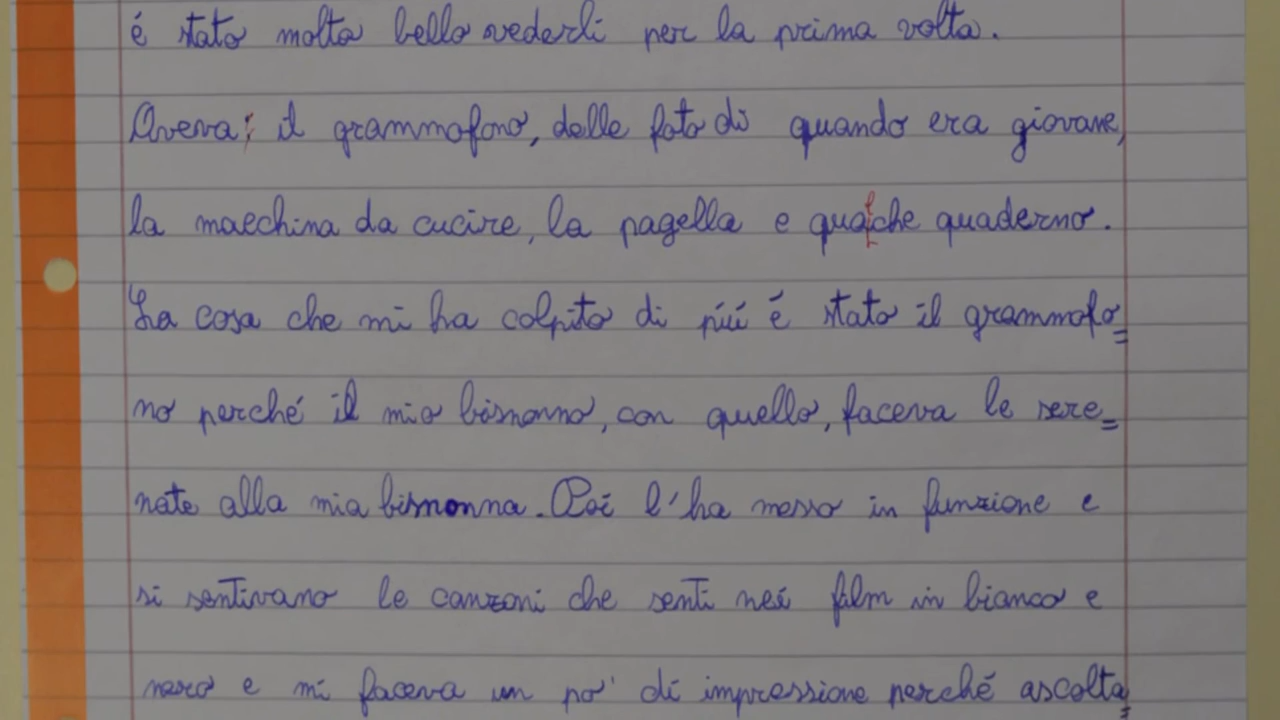 é stato molto bello vederli per la prima volta.
Aveva: il grammofono, delle foto di quando era giovane,
la macchina da cucire, la pagella e qualche quaderno.
La cosa che mi ha colpito di piú é stato il grammofo=
no perché il mio bisnonno, con quello, faceva le sere=
nate alla mia bisnonna. Poi l'ha messo in funzione e
si sentivano le canzoni che senti nei film in bianco e
nero e mi faceva un po' di impressione perché ascolta=